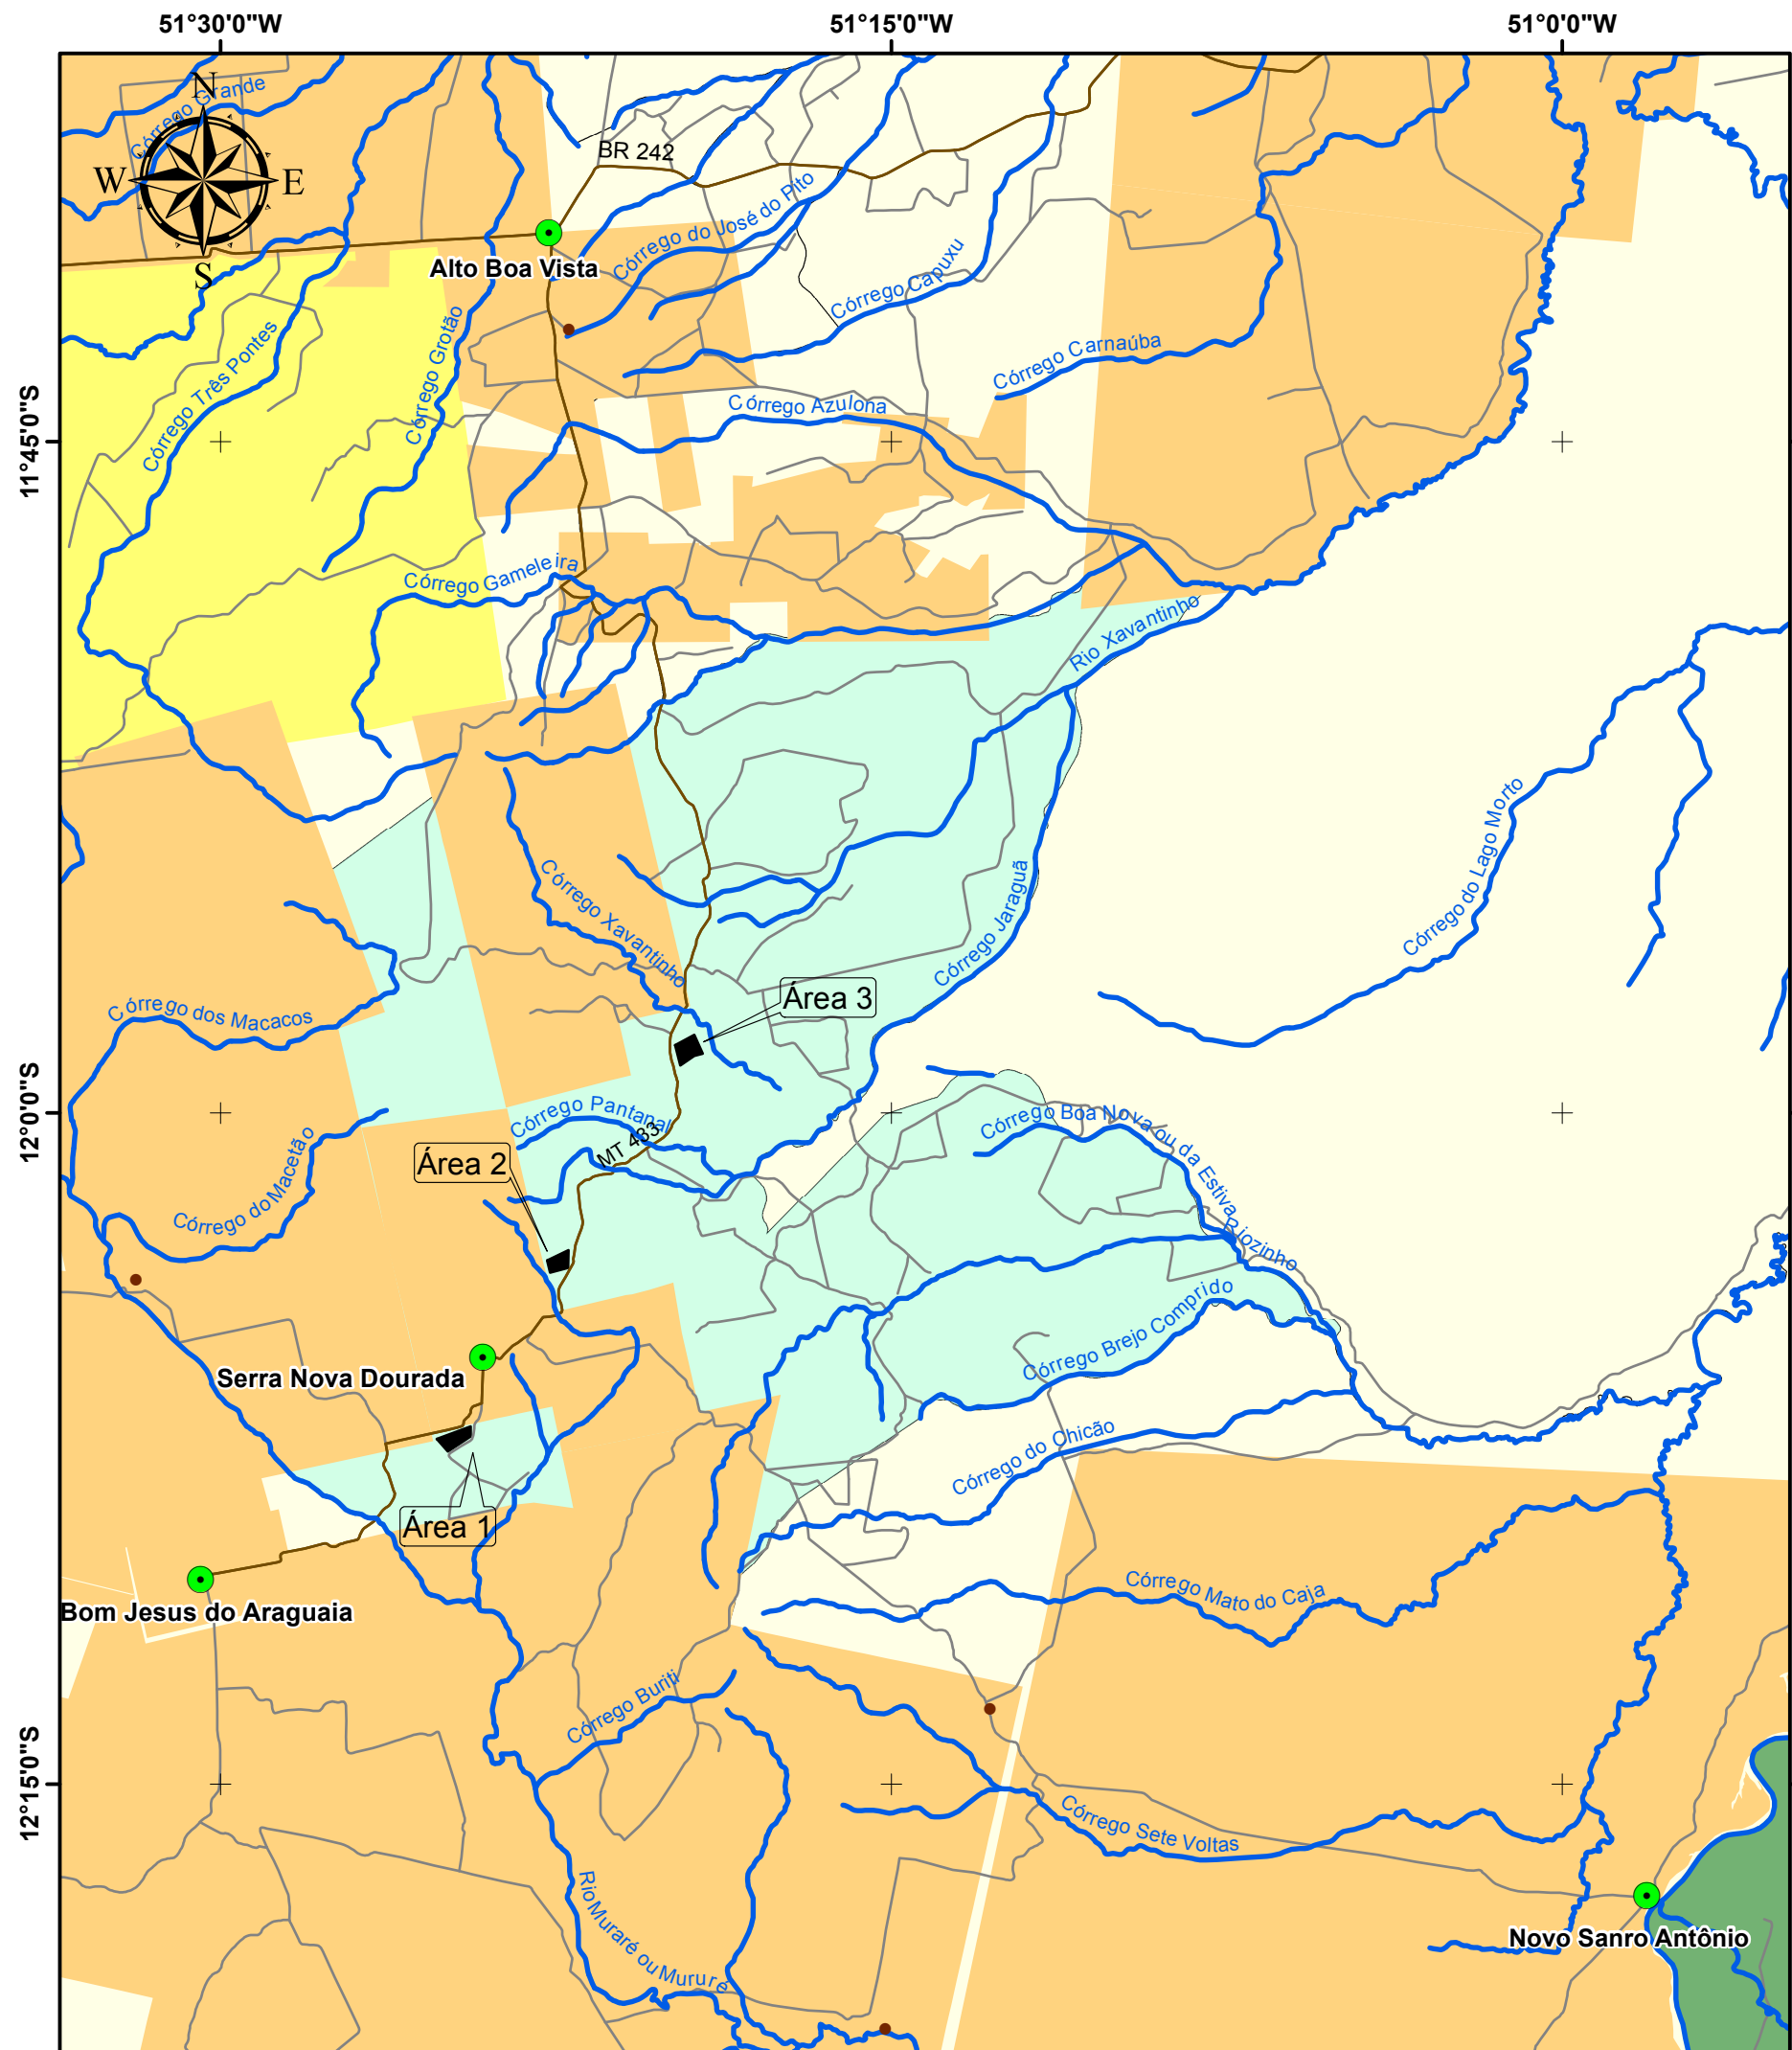 51°30'0"W
51°15'0"W
51°0'0"W
N
W
E
S
Córrego Grande
BR 242
Córrego do José do Pito
Alto Boa Vista
Córrego Capuxu
Córrego Três Pontes
Córrego Grotão
Córrego Carnaúba
Córrego Azulona
11°45'0"S
Córrego Gameleira
Rio Xavantinho
Córrego do Lago Morto
Córrego Xavantinho
Córrego Jaraguã
Área 3
Córrego dos Macacos
12°0'0"S
Córrego Pantanal
MT 433
Córrego Boa Nova ou da Estiva
Área 2
Córrego do Macetão
Riozinho
Córrego Brejo Comprido
Serra Nova Dourada
Córrego do Chicão
Área 1
Córrego Mato do Caja
Bom Jesus do Araguaia
Córrego Buriti
12°15'0"S
Córrego Sete Voltas
Rio Muraré ou Mururé
Novo Sanro Antônio